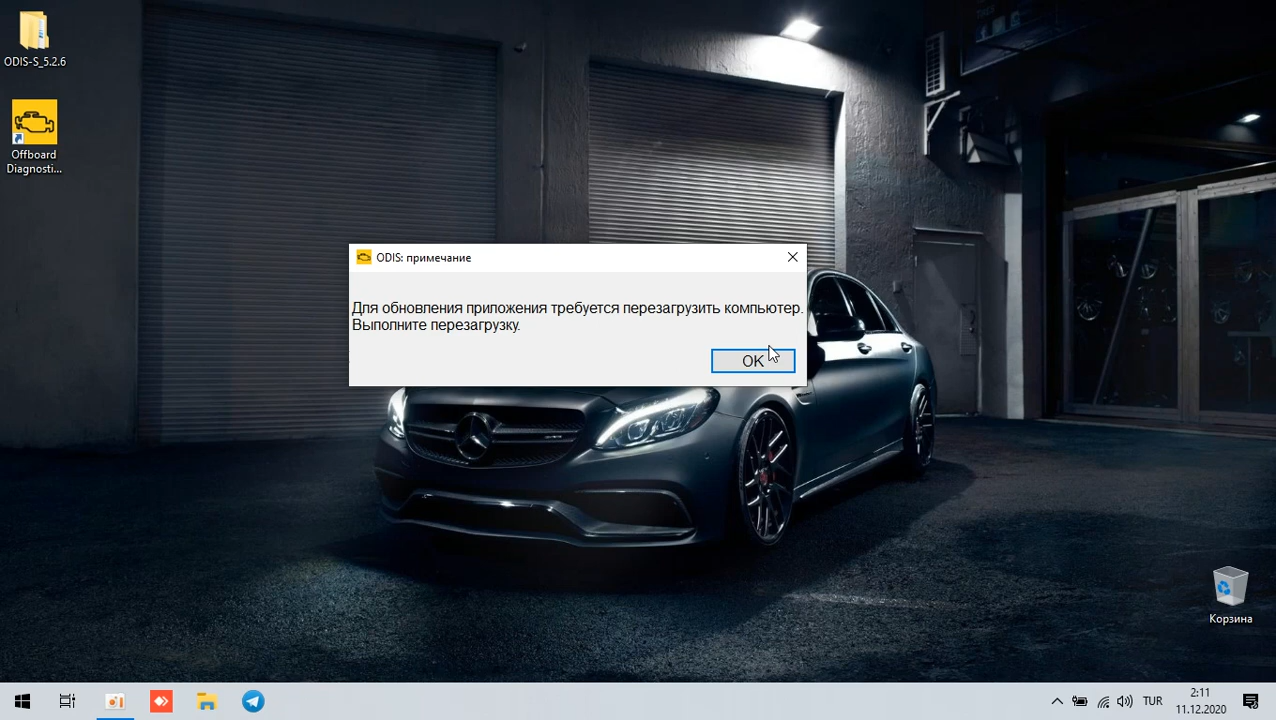 ODIS-S_5.2.6
Offboard
Diagnosti...
ODIS: примечание
Для обновления приложения требуется перезагрузить компьютер.
Выполните перезагрузку.
OK
Корзина
TUR
2:11
11.12.2020